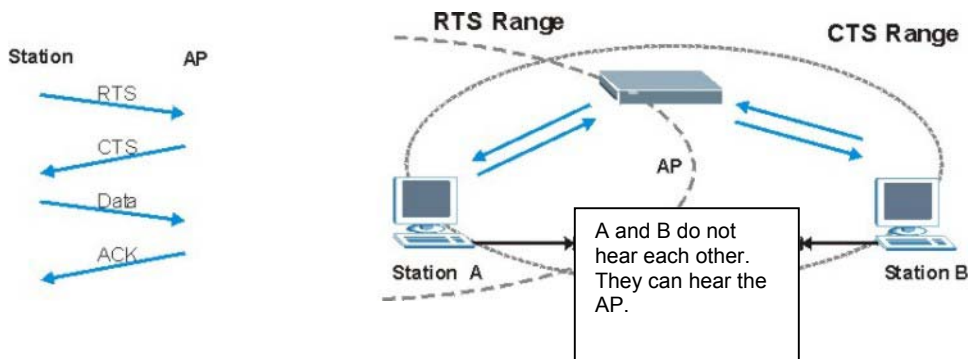 Station
AP
RTS
CTS
Data
ACK
RTS Range
CTS Range
AP
Station A
A and B do not
hear each other.
They can hear the
AP.
Station B